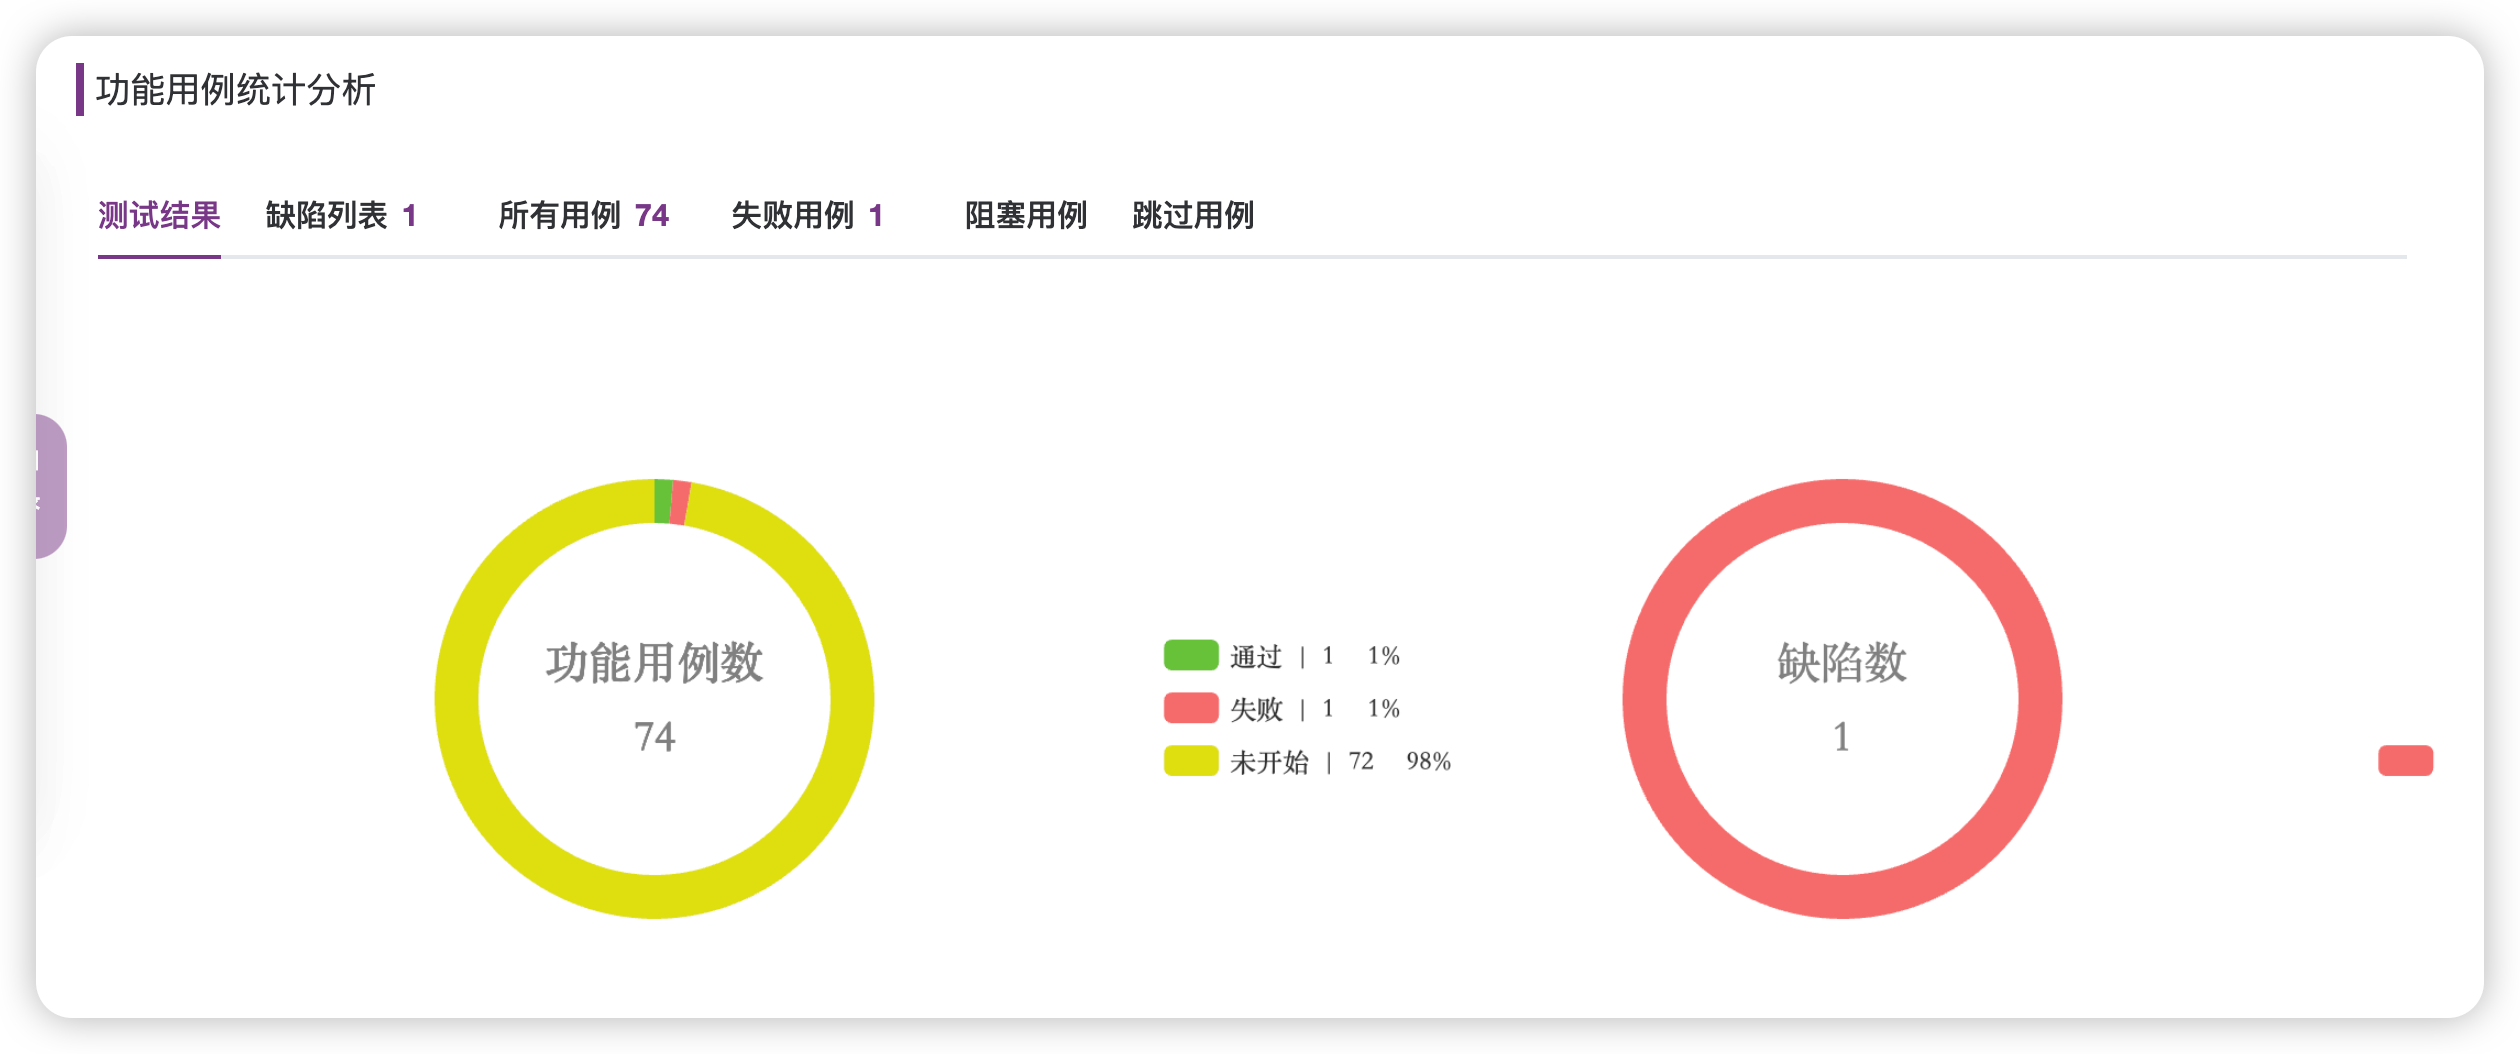 功能用例统计分析
测试结果 缺陷列表 1 所有用例 74 失败用例 1 阻塞用例 跳过用例
功能用例数
74
通过 | 1 1%
失败 | 1 1%
未开始 | 72 98%
缺陷数
1